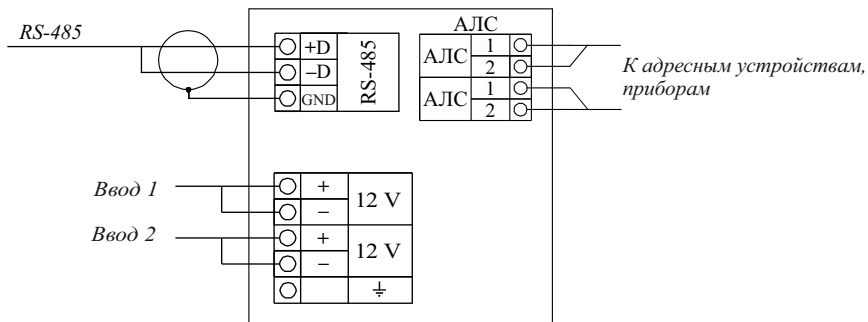 АЛС
RS-485
+D
–D
GND
RS-485
АЛС
1
2
АЛС
1
2
К адресным устройствам,
приборам
Ввод 1
+
–
12 V
Ввод 2
+
–
12 V